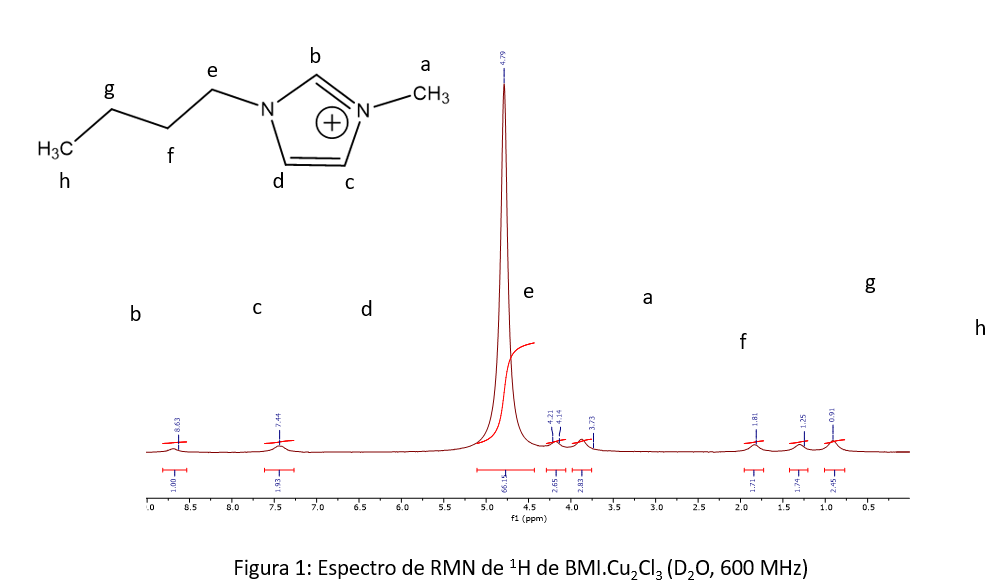 b
a
e
g
N
N
CH3
+
H3C
f
h
d
c
4.79
g
e
a
b
c
d
h
f
8.63
7.44
4.21
4.14
3.73
1.81
1.25
0.91
1.00
1.93
66.15
2.65
2.83
1.71
1.74
2.45
.0 8.5 8.0 7.5 7.0 6.5 6.0 5.5 5.0 4.5 4.0 3.5 3.0 2.5 2.0 1.5 1.0 0.5
f1 (ppm)
Figura 1: Espectro de RMN de ¹H de BMI.Cu₂Cl₃ (D₂O, 600 MHz)